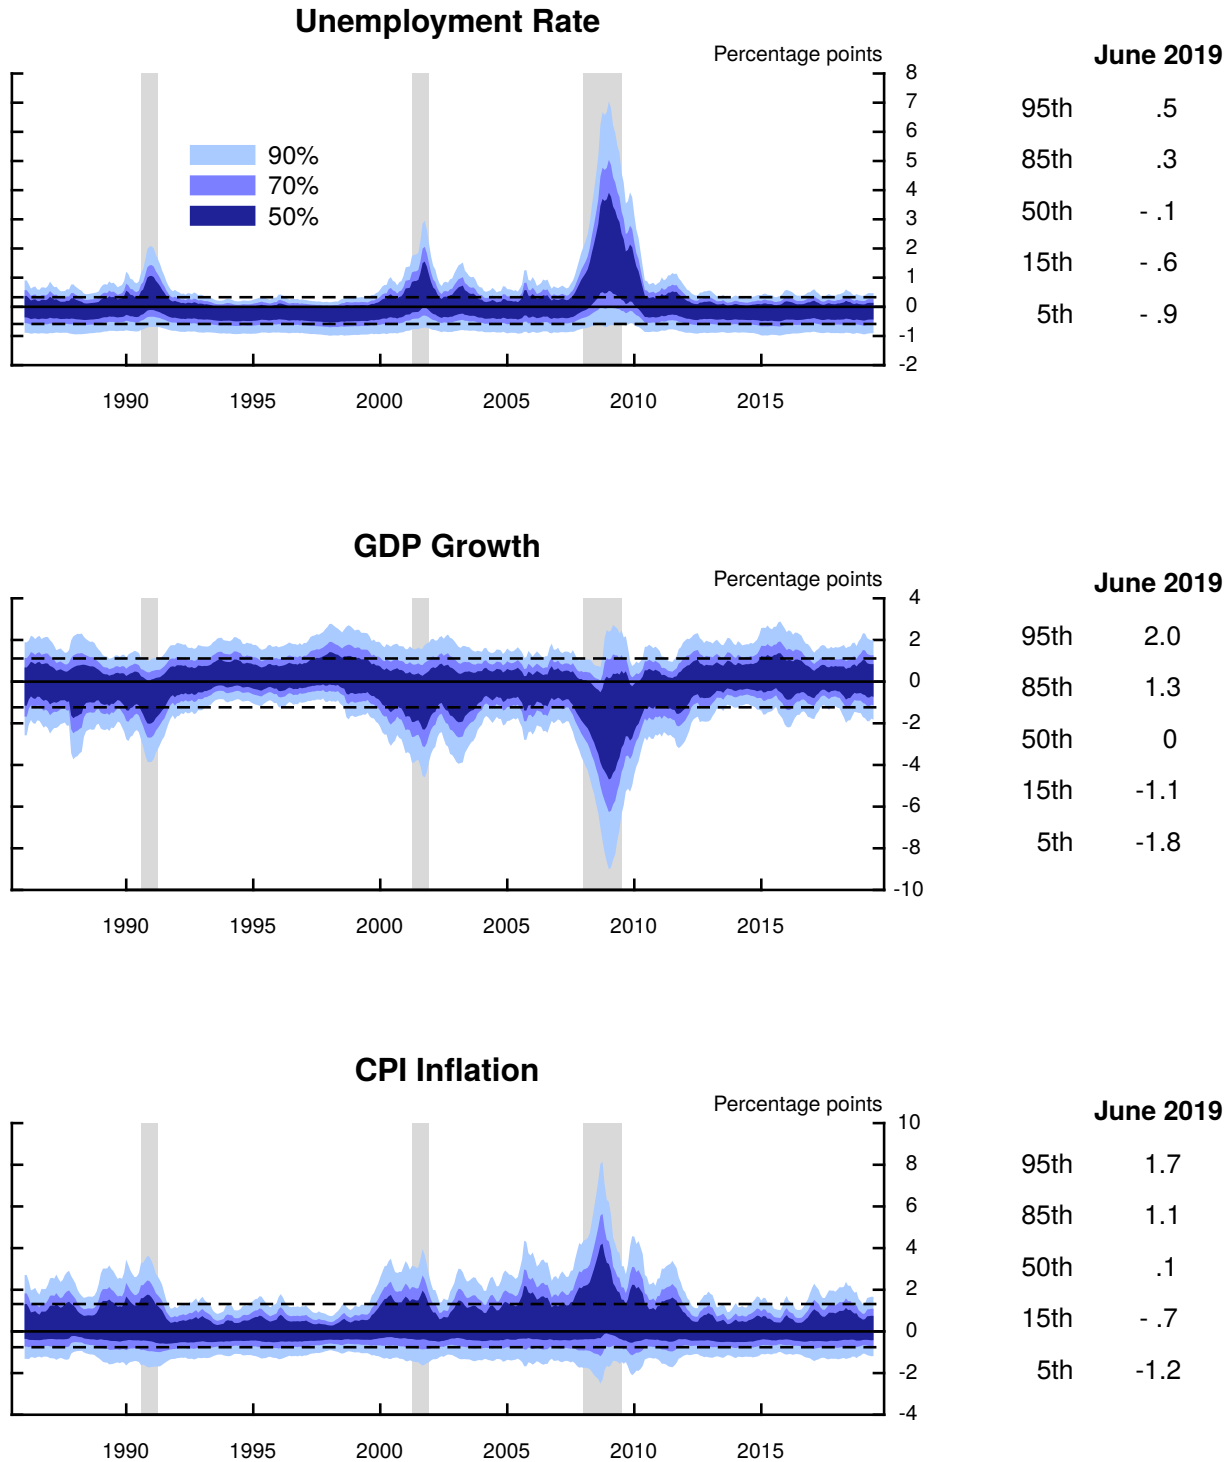 Unemployment Rate
Percentage points
June 2019
8
7
6
5
4
3
2
1
0
-1
-2
90%
70%
50%
1990 1995 2000 2005 2010 2015
95th .5
85th .3
50th - .1
15th - .6
5th - .9
GDP Growth
Percentage points
June 2019
4
2
0
-2
-4
-6
-8
-10
1990 1995 2000 2005 2010 2015
95th 2.0
85th 1.3
50th 0
15th -1.1
5th -1.8
CPI Inflation
Percentage points
June 2019
10
8
6
4
2
0
-2
-4
1990 1995 2000 2005 2010 2015
95th 1.7
85th 1.1
50th .1
15th - .7
5th -1.2